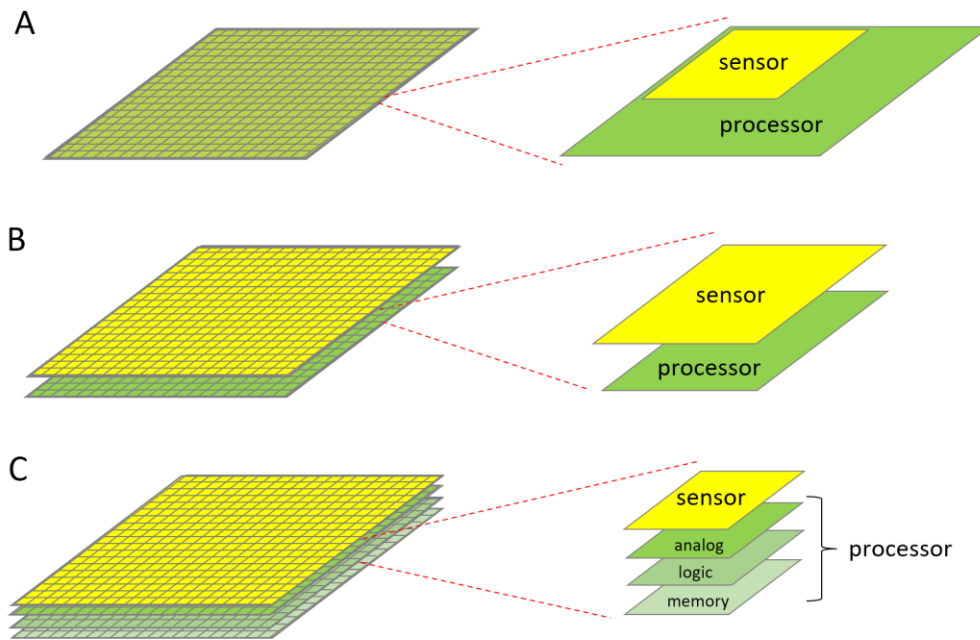 A
sensor
processor
B
sensor
processor
C
sensor
analog
logic
memory
processor